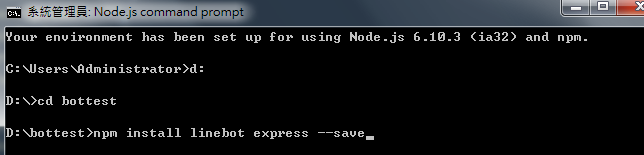 系統管理員: Node.js command prompt
Your environment has been set up for using Node.js 6.10.3 (ia32) and npm.
C:\Users\Administrator>d:
D:\>cd bottest
D:\bottest>npm install linebot express --save_